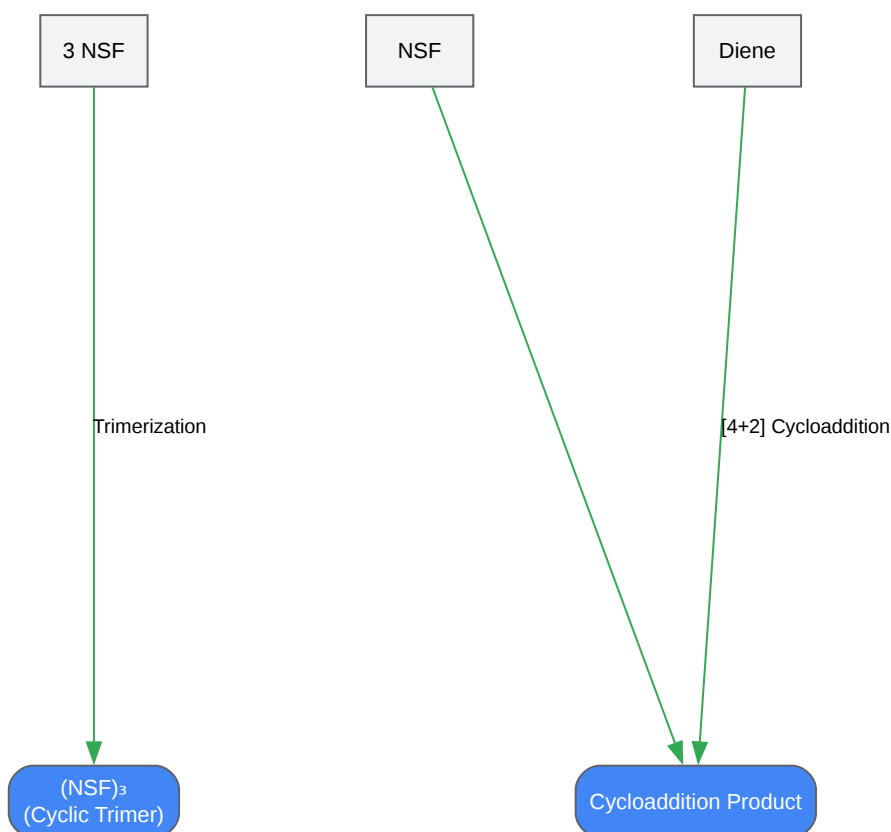 3 NSF
NSF
Diene
Trimerization
[4+2] Cycloaddition
(NSF)₃
(Cyclic Trimer)
Cycloaddition Product